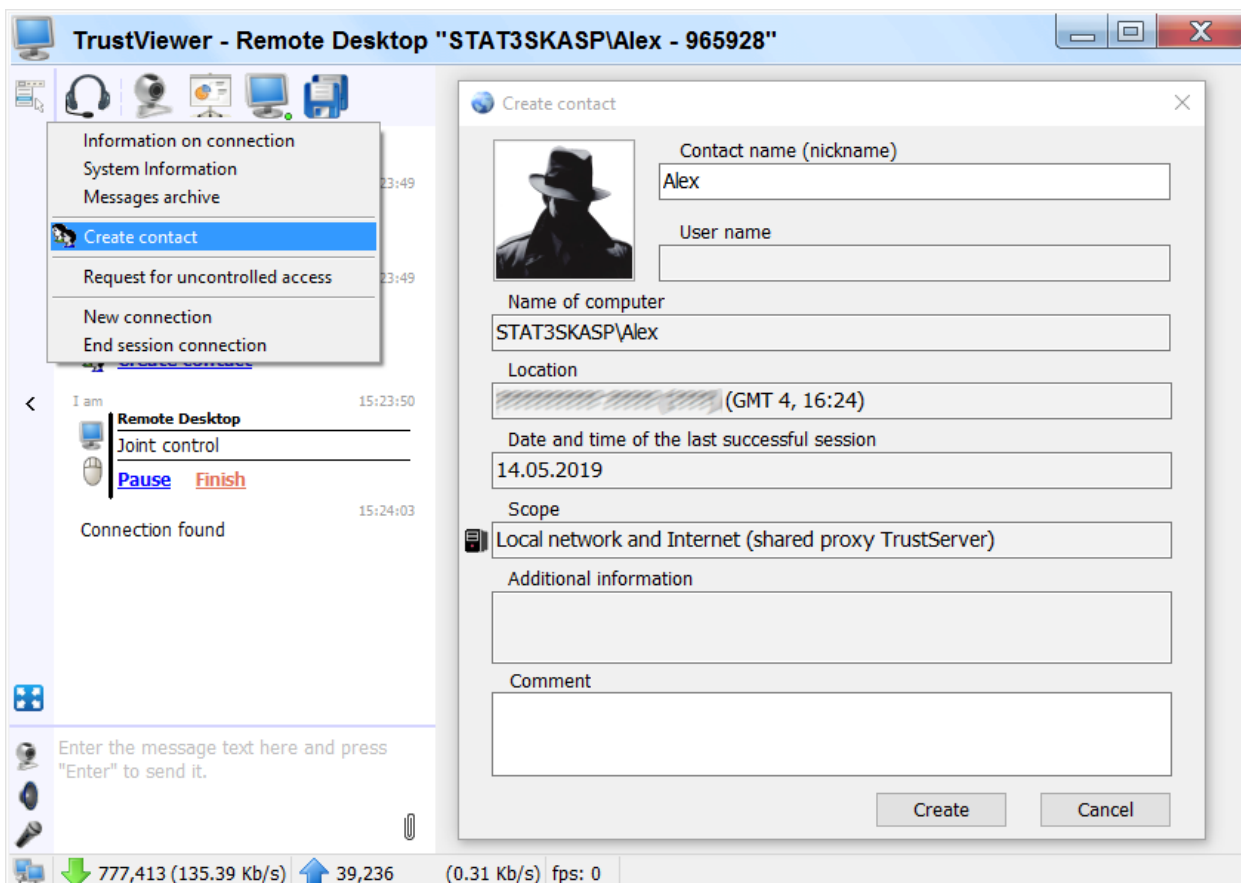 TrustViewer - Remote Desktop "STAT3SKASP\Alex - 965928"
Information on connection
System Information
Messages archive
Create contact
Request for uncontrolled access
New connection
End session connection
23:49
23:49
I am 15:23:50
Remote Desktop
Joint control
Pause Finish
15:24:03
Connection found
Enter the message text here and press
"Enter" to send it.
Create contact
Contact name (nickname)
Alex
User name
Name of computer
STAT3SKASP\Alex
Location
(GMT 4, 16:24)
Date and time of the last successful session
14.05.2019
Scope
Local network and Internet (shared proxy TrustServer)
Additional information
Comment
Create Cancel
777,413 (135.39 Kb/s) 39,236 (0.31 Kb/s) fps: 0